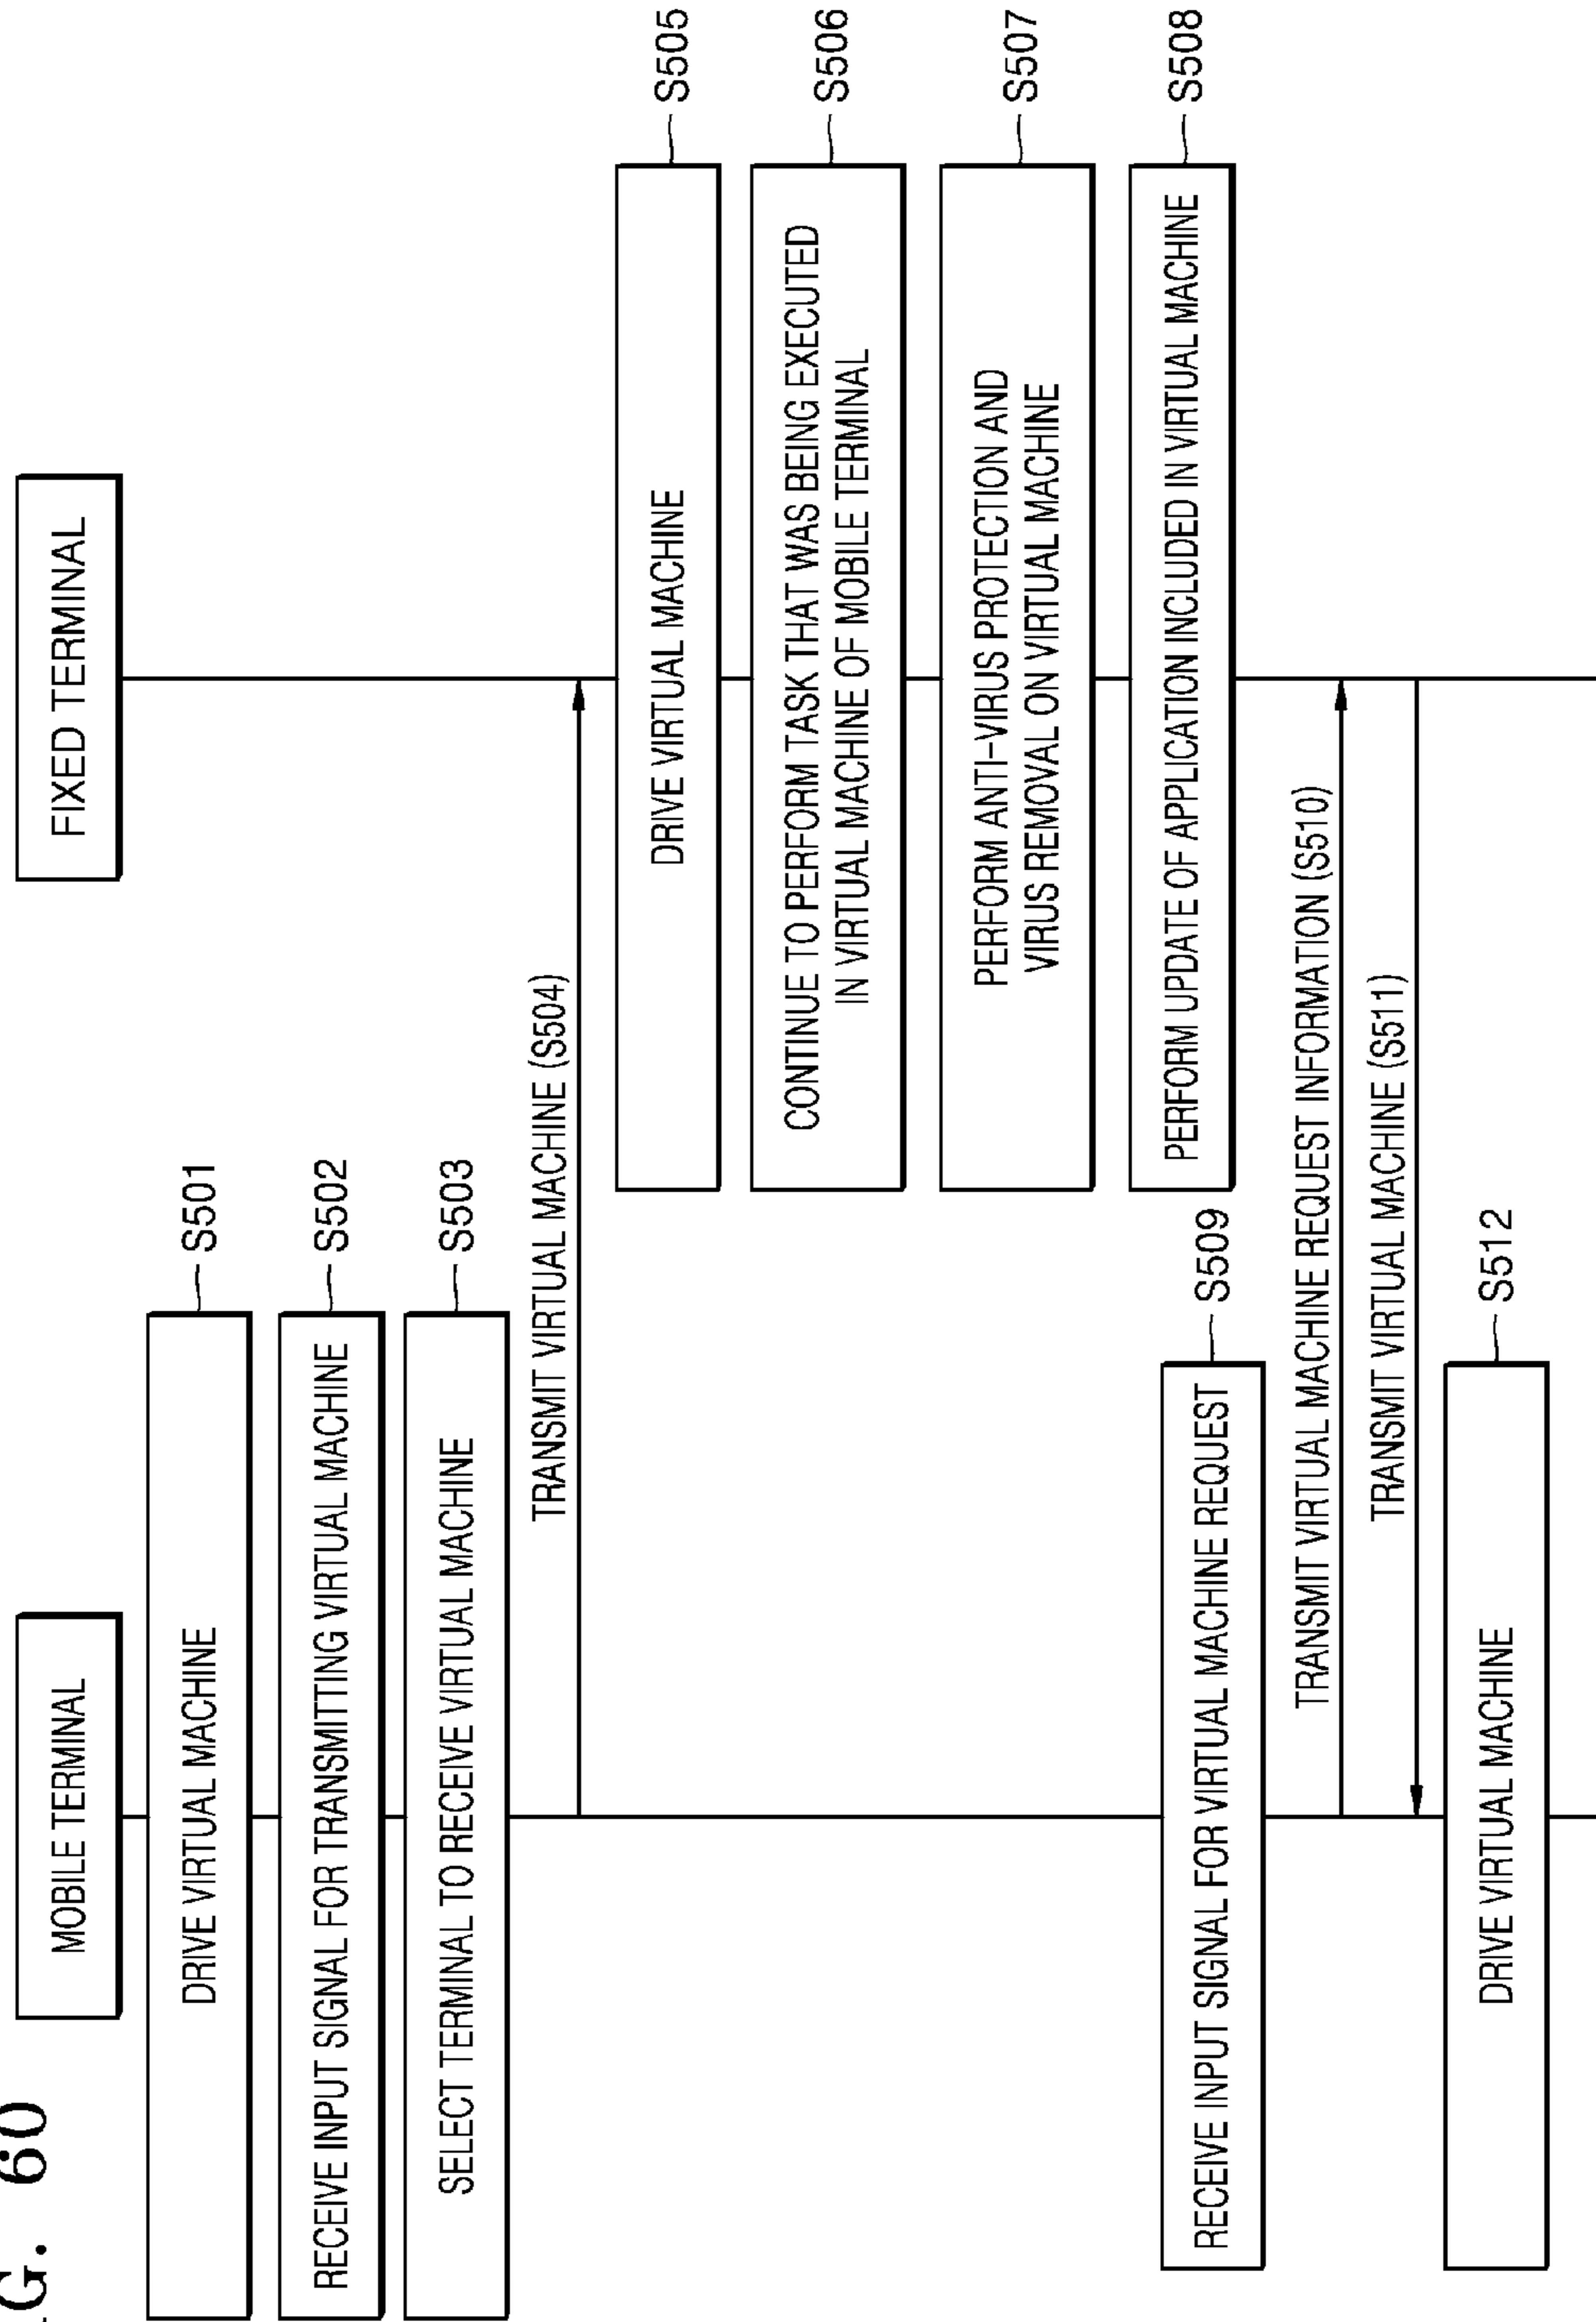 G. 60
MOBILE TERMINAL
FIXED TERMINAL
DRIVE VIRTUAL MACHINE
S501
RECEIVE INPUT SIGNAL FOR TRANSMITTING VIRTUAL MACHINE
S502
SELECT TERMINAL TO RECEIVE VIRTUAL MACHINE
S503
TRANSMIT VIRTUAL MACHINE (S504)
DRIVE VIRTUAL MACHINE
S505
CONTINUE TO PERFORM TASK THAT WAS BEING EXECUTED
IN VIRTUAL MACHINE OF MOBILE TERMINAL
S506
PERFORM ANTI-VIRUS PROTECTION AND
VIRUS REMOVAL ON VIRTUAL MACHINE
S507
PERFORM UPDATE OF APPLICATION INCLUDED IN VIRTUAL MACHINE
S508
RECEIVE INPUT SIGNAL FOR VIRTUAL MACHINE REQUEST
S509
TRANSMIT VIRTUAL MACHINE REQUEST INFORMATION (S510)
TRANSMIT VIRTUAL MACHINE (S511)
DRIVE VIRTUAL MACHINE
S512